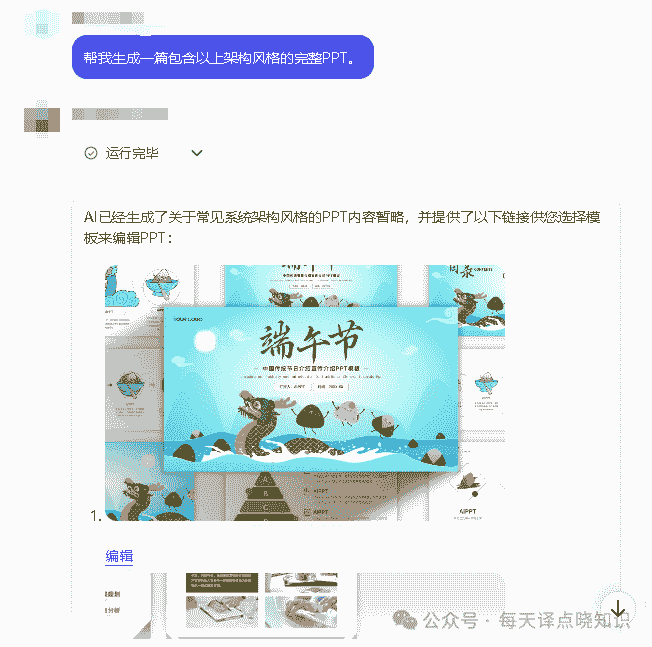 帮我生成一篇包含以上架构风格的完整PPT。
运行完毕
AI已经生成了关于常见系统架构风格的PPT内容暂略，并提供了以下链接供您选择模
板来编辑PPT：
目录
CONTENTS
YOUR LOGO
端午节
中国传统节日介绍宣传介绍PPT模板
A
B
C
AIPPT
AIPPT
1.
编辑
公众号 · 每天译点晓知识